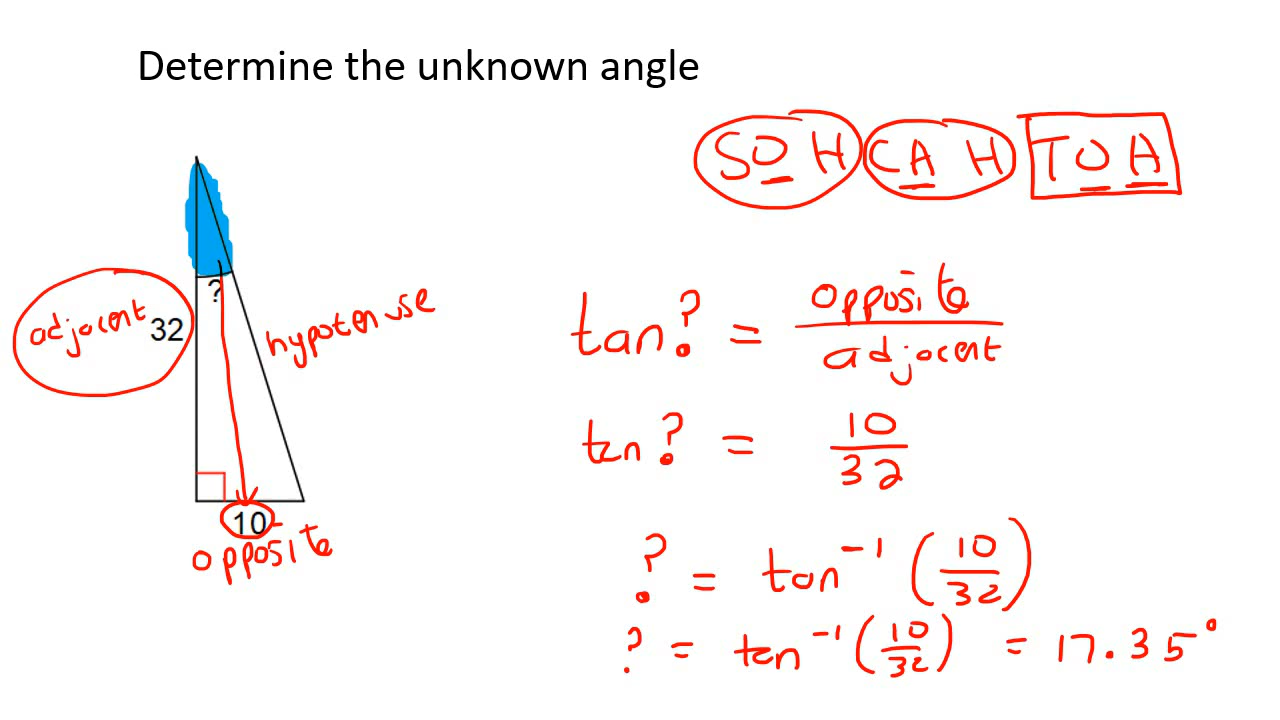 Determine the unknown angle
SOH CAH TOA
?
adjacent 32
hypotenuse
10
opposite
tan ? = opposite / adjacent
tan ? = 10 / 32
? = tan⁻¹ (10 / 32)
? = tan⁻¹ (10 / 32) = 17.35°